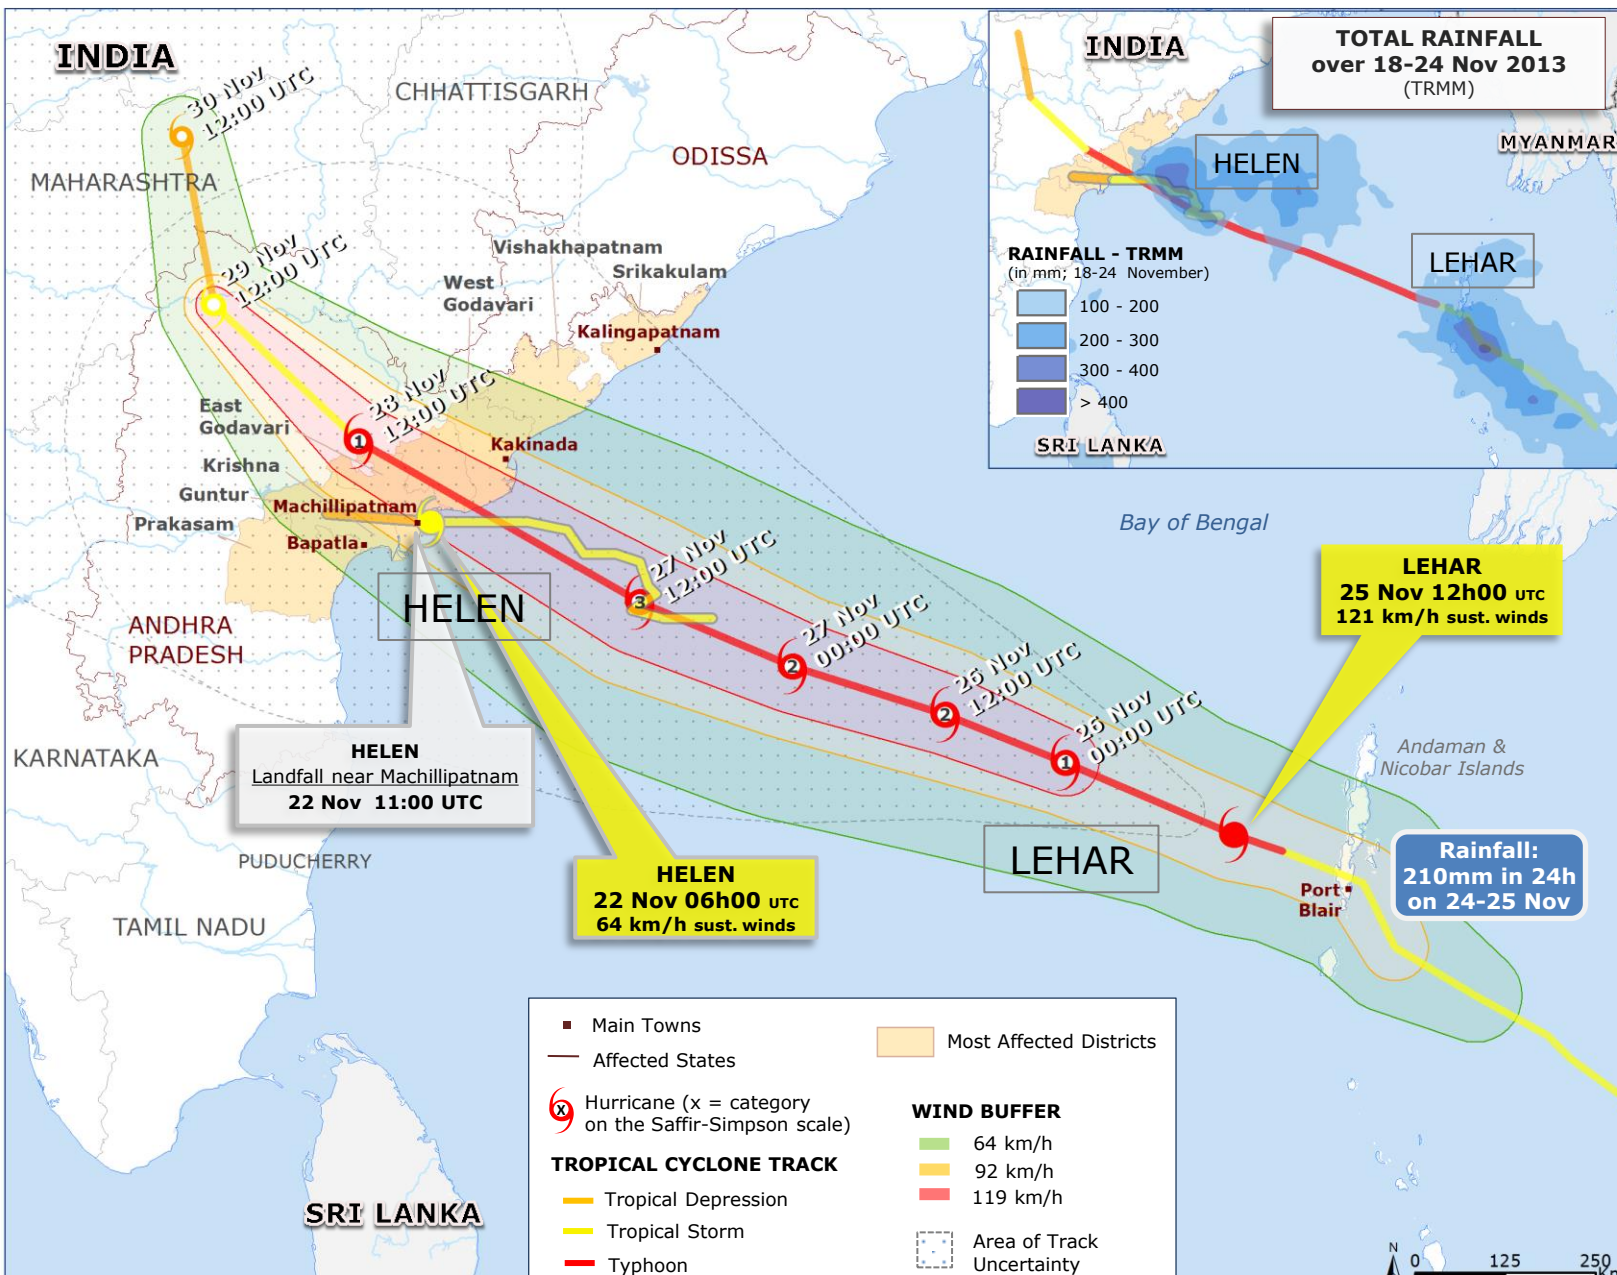 INDIA
30 Nov
12:00 UTC
CHHATTISGARH
ODISSA
MAHARASHTRA
29 Nov
12:00 UTC
Vishakhapatnam
Srikakulam
West
Godavari
Kalingapatnam
28 Nov
12:00 UTC
East
Godavari
Kakinada
Krishna
Guntur
Machillipatnam
Prakasam
Bapatla
HELEN
ANDHRA
PRADESH
1
3
27 Nov
12:00 UTC
2
27 Nov
00:00 UTC
2
26 Nov
12:00 UTC
1
26 Nov
00:00 UTC
KARNATAKA
HELEN
Landfall near Machillipatnam
22 Nov 11:00 UTC
PUDUCHERRY
TAMIL NADU
HELEN
22 Nov 06h00 UTC
64 km/h sust. winds
LEHAR
Bay of Bengal
LEHAR
25 Nov 12h00 UTC
121 km/h sust. winds
Andaman &
Nicobar Islands
Port
Blair
Rainfall:
210mm in 24h
on 24-25 Nov
SRI LANKA
INDIA
TOTAL RAINFALL
over 18-24 Nov 2013
(TRMM)
MYANMAR
HELEN
LEHAR
RAINFALL - TRMM
(in mm; 18-24 November)
100 - 200
200 - 300
300 - 400
> 400
SRI LANKA
Main Towns
Affected States
X
Hurricane (x = category
on the Saffir-Simpson scale)
TROPICAL CYCLONE TRACK
Tropical Depression
Tropical Storm
Typhoon
Most Affected Districts
WIND BUFFER
64 km/h
92 km/h
119 km/h
Area of Track
Uncertainty
N
0 125 250